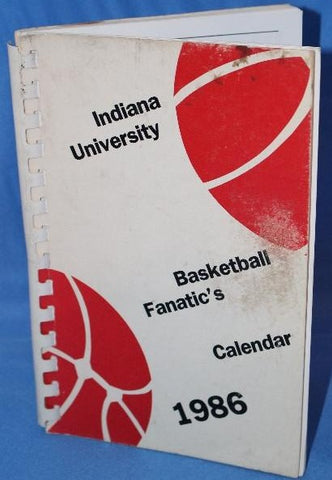 Indiana
University
Basketball
Fanatic's
Calendar
1986